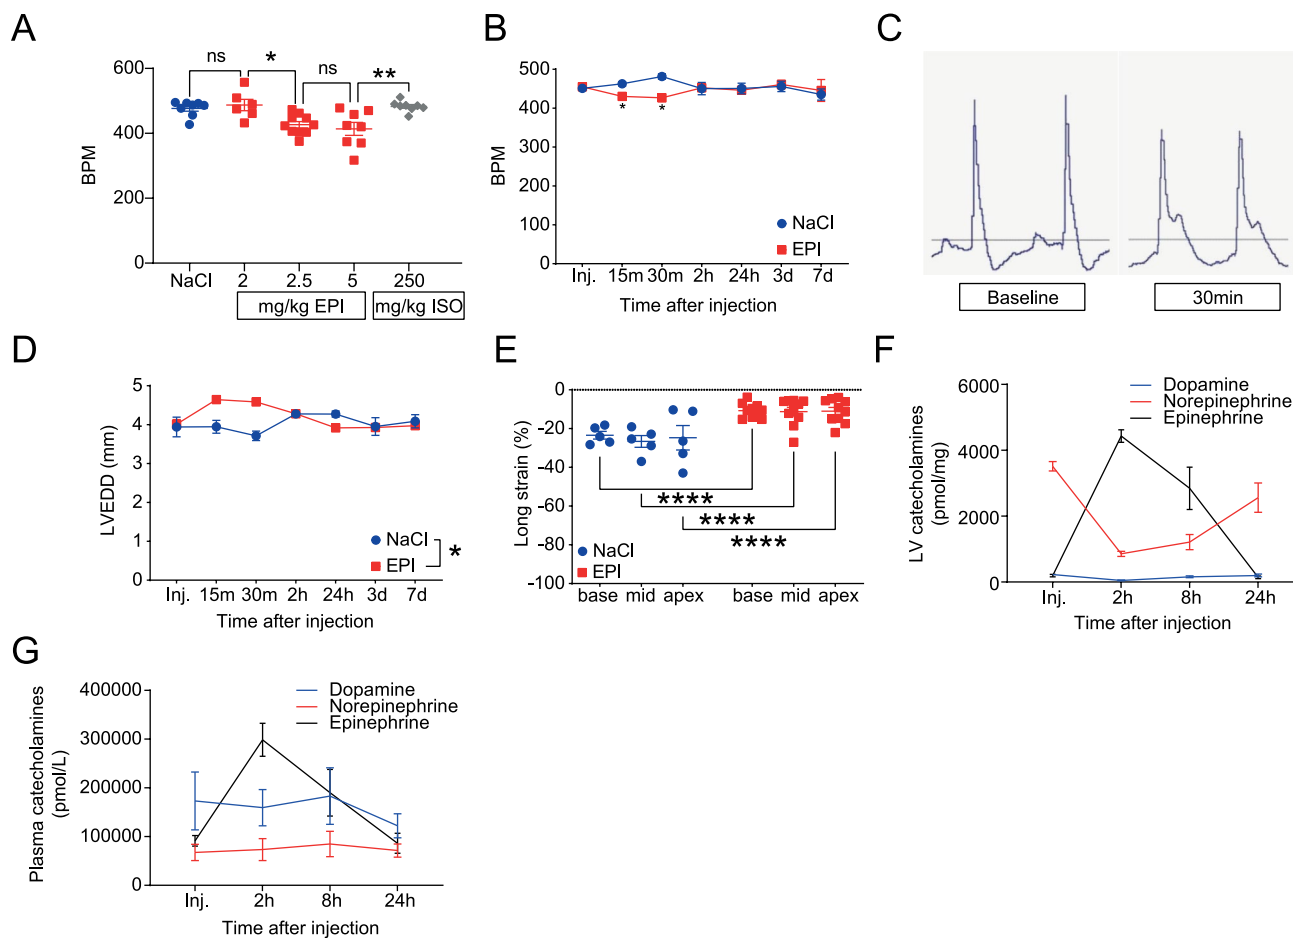 A
ns
*
ns
**
600
400
200
0
BPM
NaCl
2
2.5
5
250
mg/kg EPI
mg/kg ISO
B
500
400
300
200
100
0
BPM
*
*
NaCl
EPI
Inj.
15m
30m
2h
24h
3d
7d
Time after injection
C
Baseline
30min
D
5
4
3
2
1
0
LVEDD (mm)
NaCl
EPI
*
Inj.
15m
30m
2h
24h
3d
7d
Time after injection
E
0
-20
-40
-60
-80
-100
Long strain (%)
****
****
****
NaCl
EPI
base
mid
apex
base
mid
apex
F
6000
4000
2000
0
LV catecholamines
(pmol/mg)
Dopamine
Norepinephrine
Epinephrine
Inj.
2h
8h
24h
Time after injection
G
400000
300000
200000
100000
0
Plasma catecholamines
(pmol/L)
Dopamine
Norepinephrine
Epinephrine
Inj.
2h
8h
24h
Time after injection